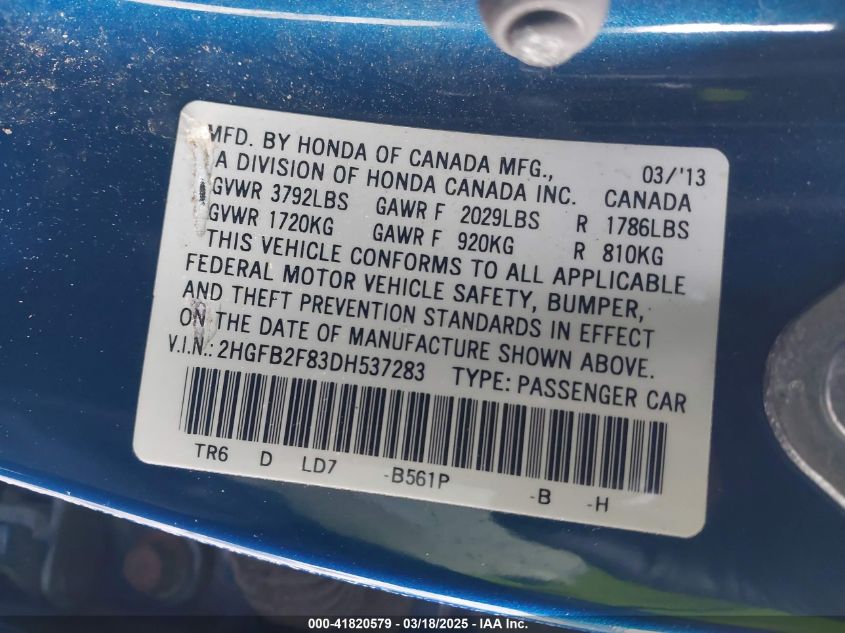 MFD. BY HONDA OF CANADA MFG., 03/'13
A DIVISION OF HONDA CANADA INC. CANADA
GVWR 3792LBS GAWR F 2029LBS R 1786LBS
GVWR 1720KG GAWR F 920KG R 810KG
THIS VEHICLE CONFORMS TO ALL APPLICABLE
FEDERAL MOTOR VEHICLE SAFETY, BUMPER,
AND THEFT PREVENTION STANDARDS IN EFFECT
ON THE DATE OF MANUFACTURE SHOWN ABOVE.
V.I.N.: 2HGFB2F83DH537283 TYPE: PASSENGER CAR
TR6 D LD7 -B561P -B -H
000-41820579 — 03/18/2025 — IAA Inc.